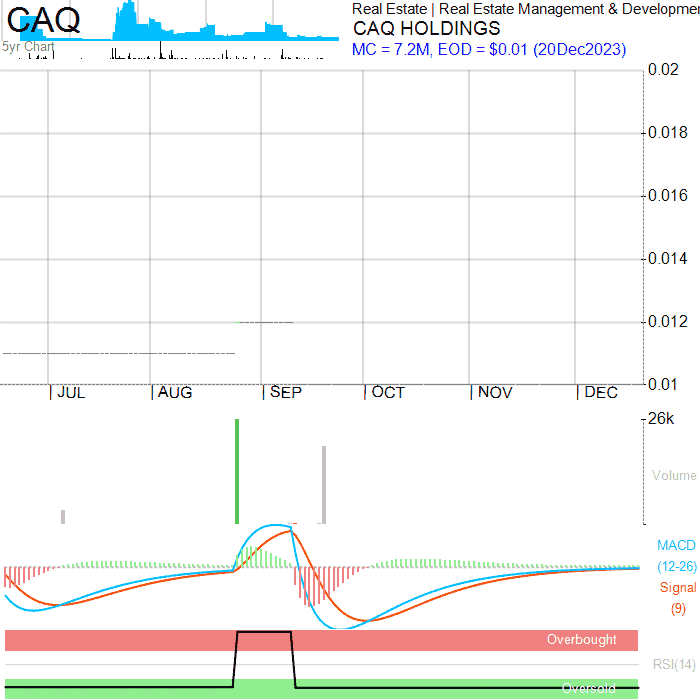 CAQ
5yr Chart
Real Estate | Real Estate Management & Developmen
CAQ HOLDINGS
MC = 7.2M, EOD = $0.01 (20Dec2023)
0.02
0.018
0.016
0.014
0.012
0.01
JUL AUG SEP OCT NOV DEC
26k
Volume
MACD
(12-26)
Signal
(9)
Overbought
RSI(14)
Oversold